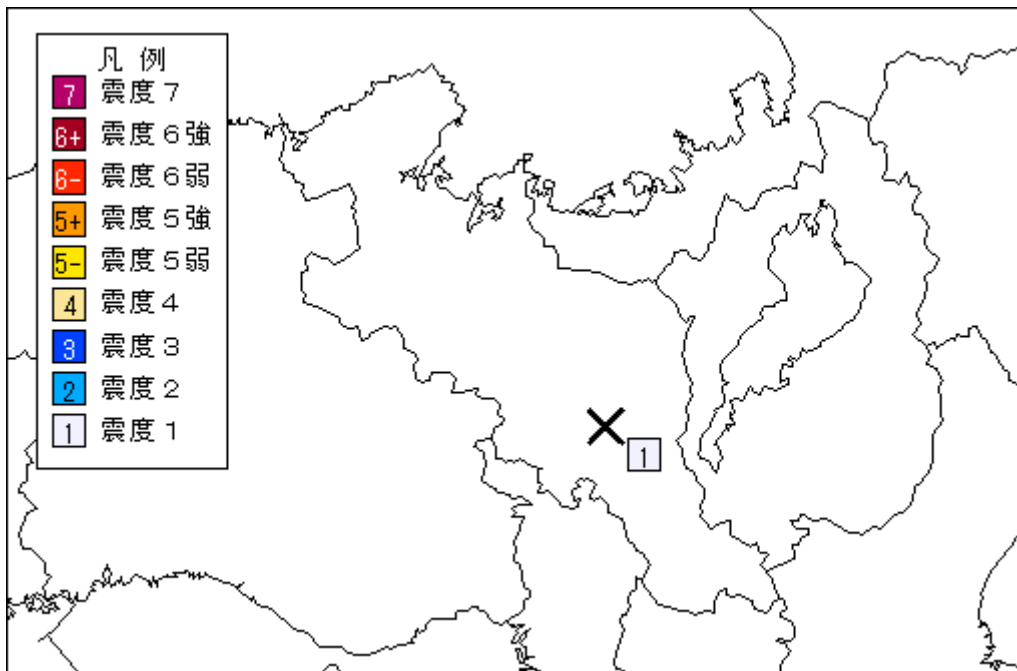 凡 例
7 震度７
6+ 震度６強
6- 震度６弱
5+ 震度５強
5- 震度５弱
4 震度４
3 震度３
2 震度２
1 震度１
1